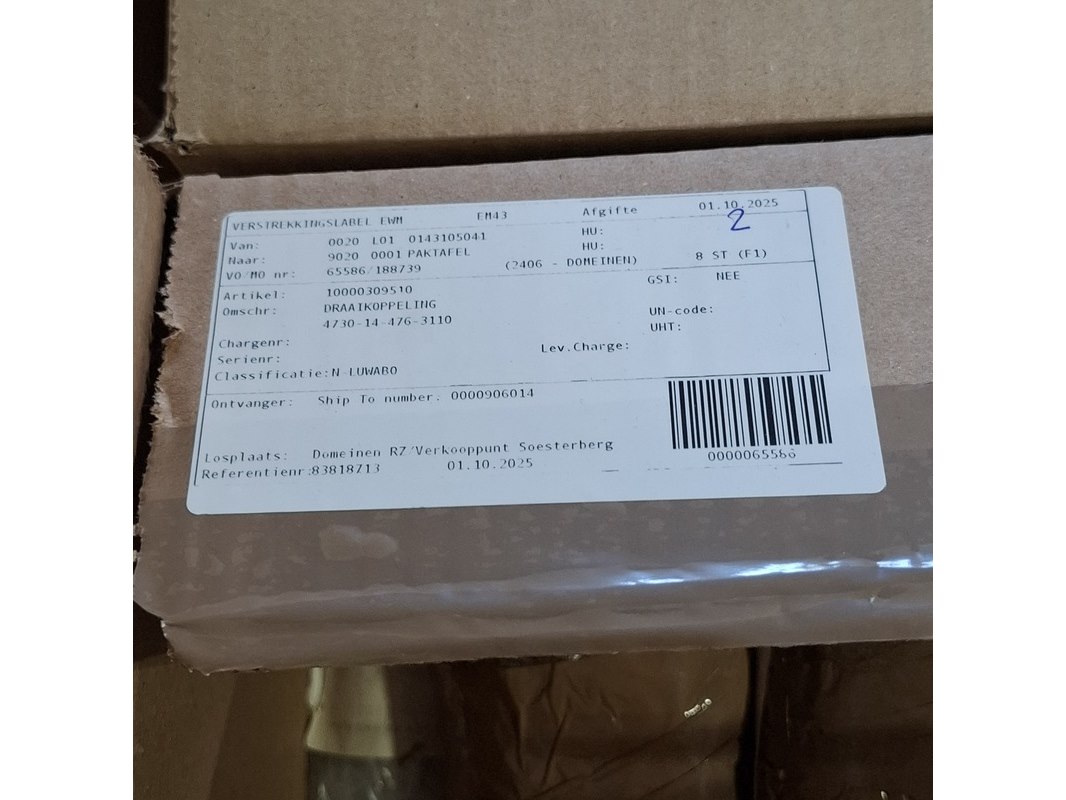 VERSTREKKINGSLABEL EWM EM43 Afgifte 01.10.2025
Van: 0020 L01 0143105041 HU: 2
Naar: 9020 0001 PAKTAFEL HU:
VO/MO nr: 65586/188739 (2406 - DOMEINEN) 8 ST (F1)
Artikel: 10000309510 GSI: NEE
Omschr: DRAAIKOPPELING
4730-14-476-3110 UN-code:
UHT:
Chargenr: Lev.Charge:
Serienr:
Classificatie:N-LUWABO
Ontvanger: Ship To number. 0000906014
0000065586
Losplaats: Domeinen RZ/Verkooppunt Soesterberg
Referentienr:83818713 01.10.2025